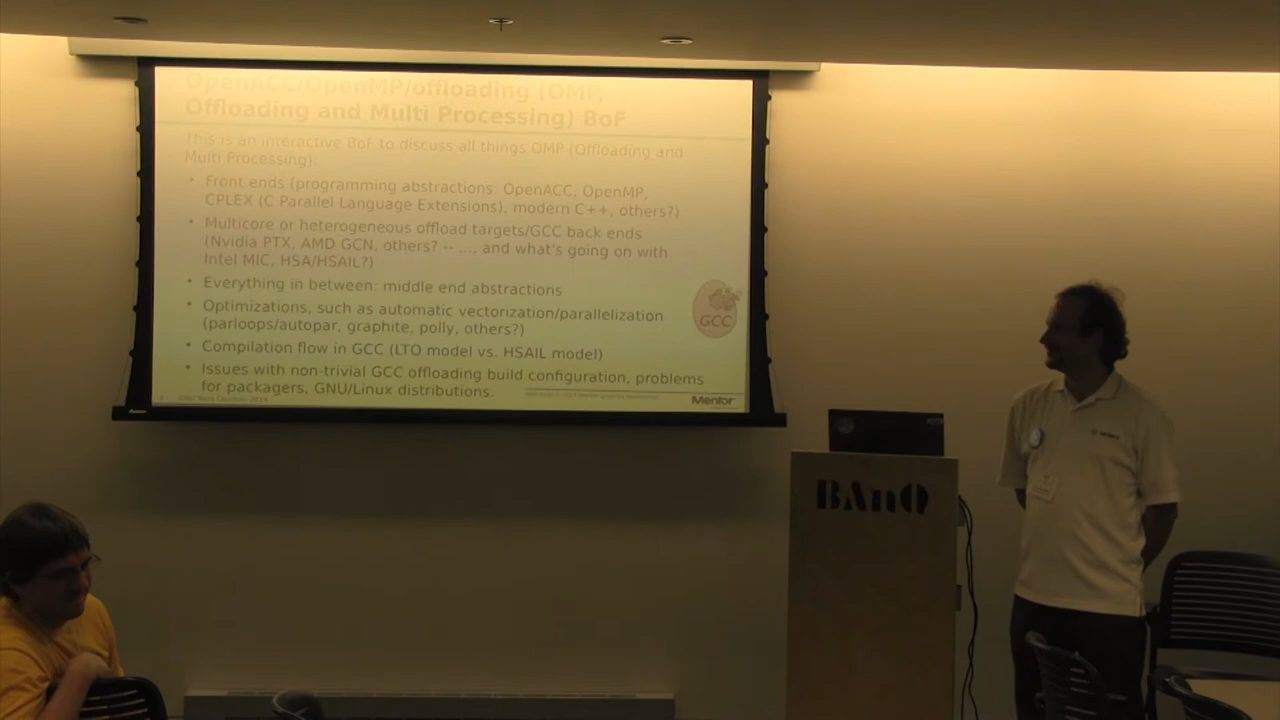 OpenACC/OpenMP/offloading (OMP,
Offloading and Multi Processing) BoF
This is an interactive BoF to discuss all things OMP (Offloading and
Multi Processing):
• Front ends (programming abstractions: OpenACC, OpenMP,
CPLEX (C Parallel Language Extensions), modern C++, others?)
• Multicore or heterogeneous offload targets/GCC back ends
(Nvidia PTX, AMD GCN, others? -- ..., and what's going on with
Intel MIC, HSA/HSAIL?)
• Everything in between: middle end abstractions
• Optimizations, such as automatic vectorization/parallelization
(parloops/autopar, graphite, polly, others?)
• Compilation flow in GCC (LTO model vs. HSAIL model)
• Issues with non-trivial GCC offloading build configuration, problems
for packagers, GNU/Linux distributions.
GCC
GNU Tools Cauldron
Mentor
BAnQ